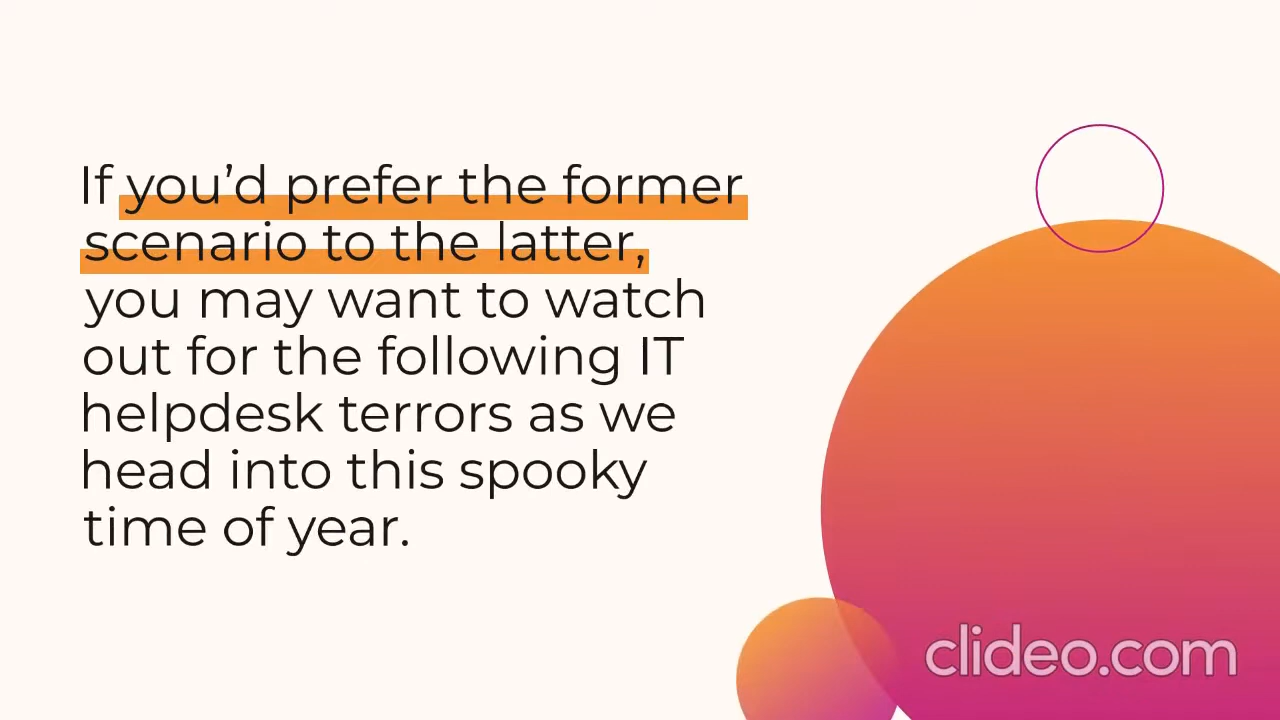 If you’d prefer the former
scenario to the latter,
you may want to watch
out for the following IT
helpdesk terrors as we
head into this spooky
time of year.
clideo.com